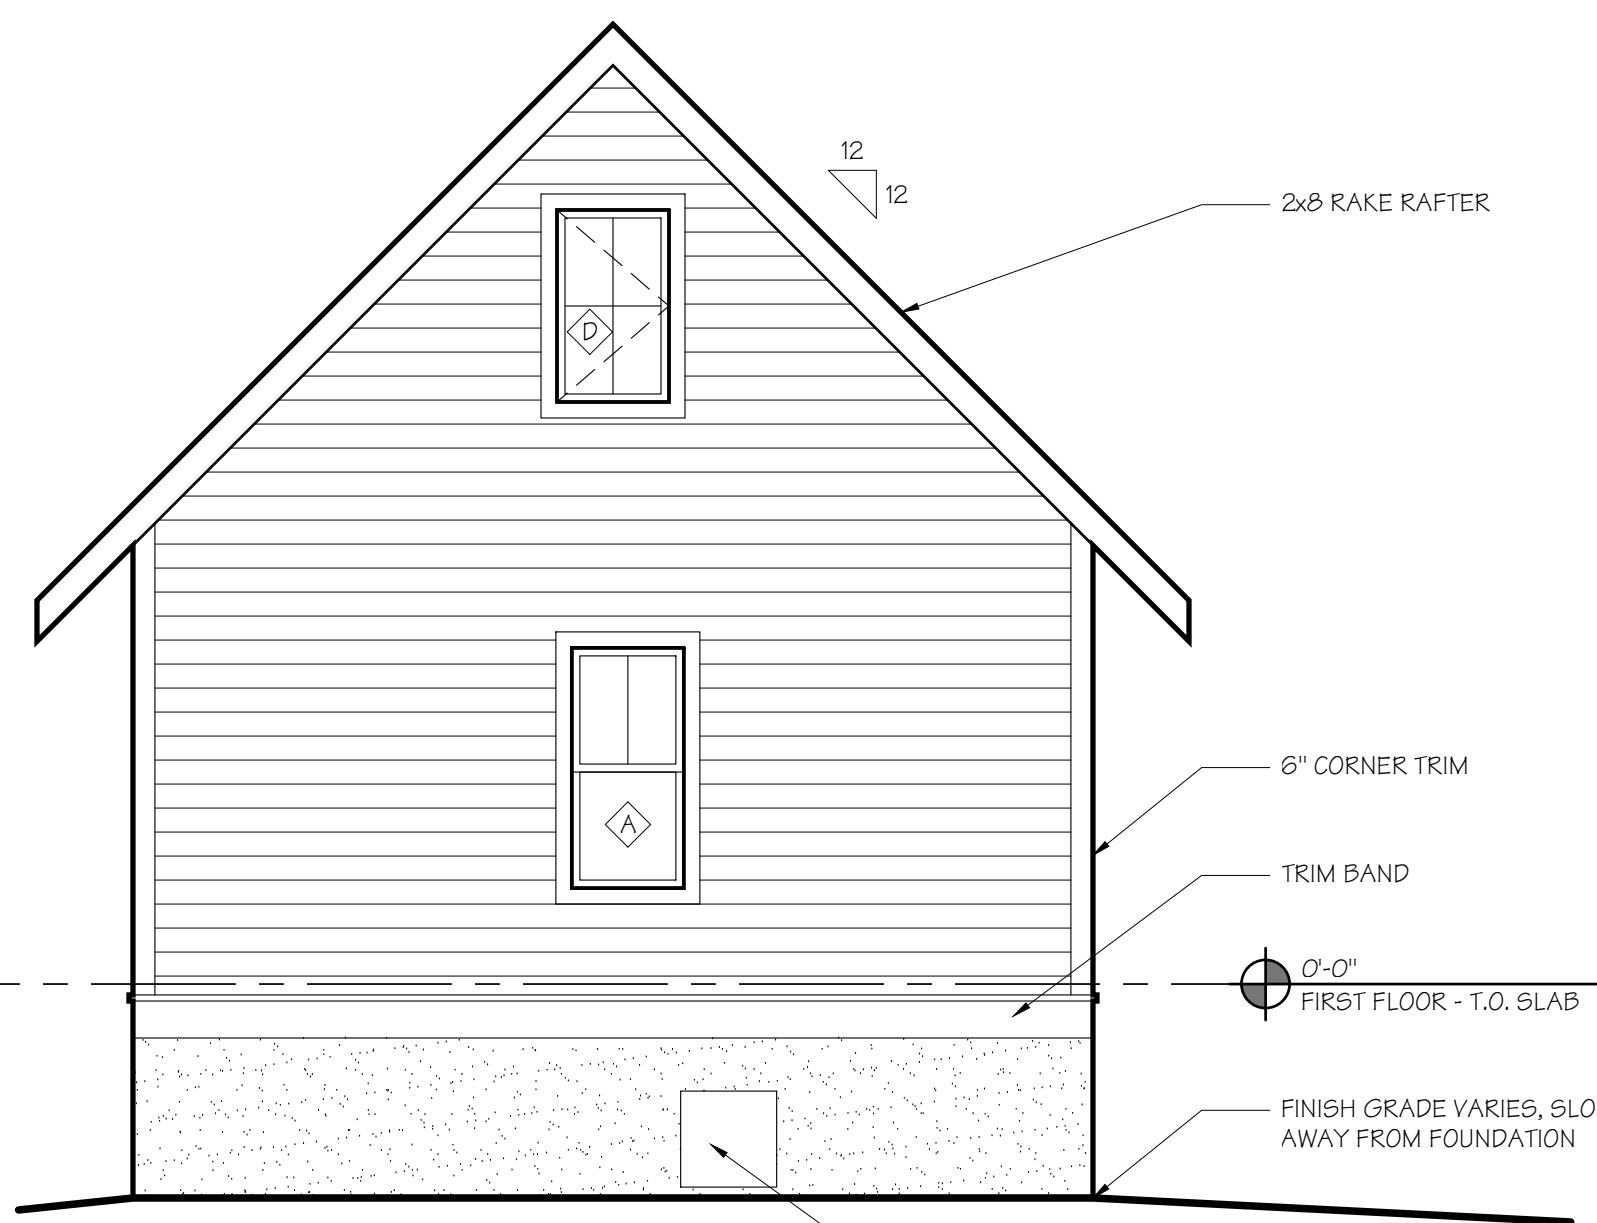 12
12
2x8 RAKE RAFTER
D
6" CORNER TRIM
A
TRIM BAND
0'-0"
FIRST FLOOR - T.O. SLAB
FINISH GRADE VARIES, SLO
AWAY FROM FOUNDATION